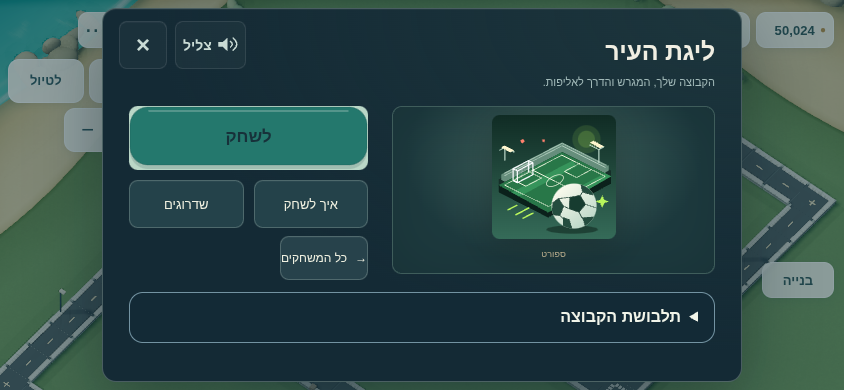 50,024
לטיול
צליל
ליגת העיר
הקבוצה שלך, המגרש והדרך לאליפות.
לשחק
איך לשחק
שדרוגים
ספורט
→ כל המשחקים
בנייה
תלבושת הקבוצה